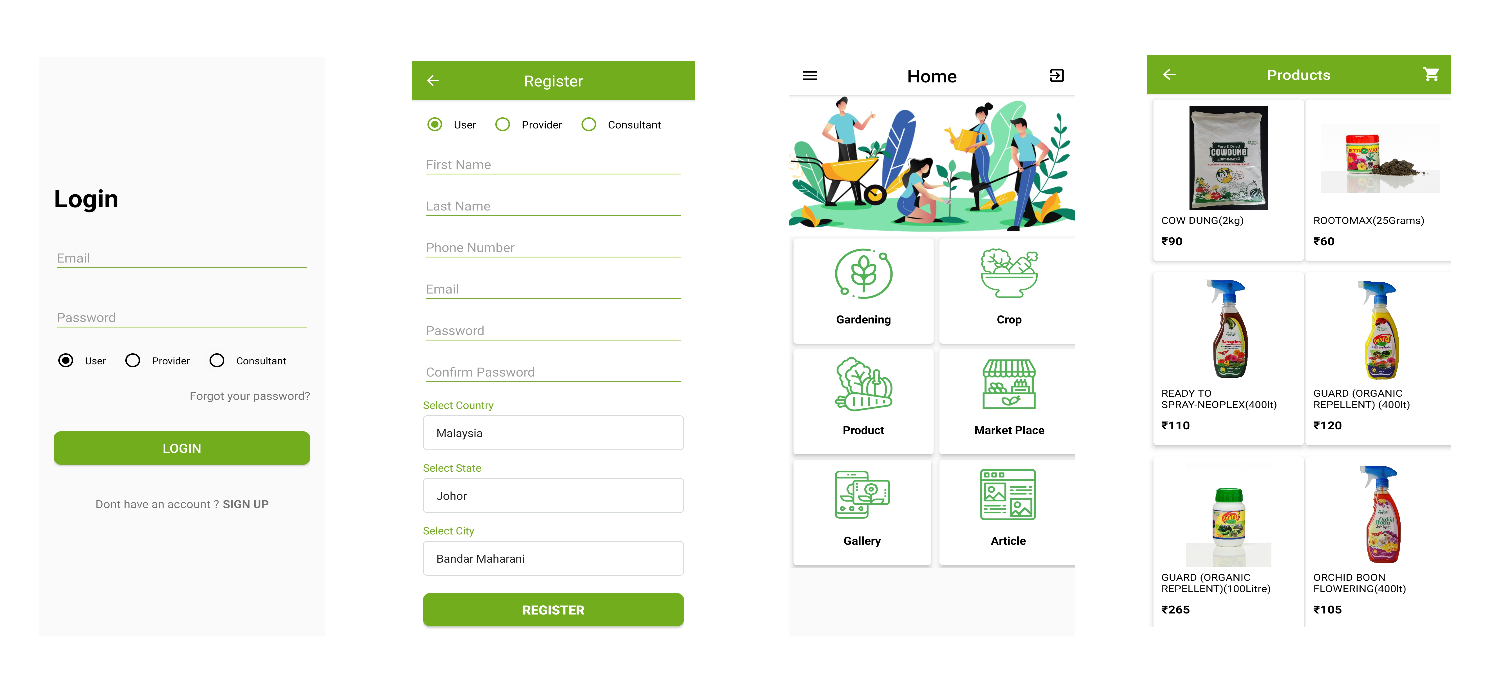 Login
Email
Password
User
Provider
Consultant
Forgot your password?
LOGIN
Dont have an account ? SIGN UP
Register
User
Provider
Consultant
First Name
Last Name
Phone Number
Email
Password
Confirm Password
Select Country
Malaysia
Select State
Johor
Select City
Bandar Maharani
REGISTER
Home
Gardening
Crop
Product
Market Place
Gallery
Article
Products
COWDUNG
COW DUNG(2kg)
₹90
ROOTOMAX(25Grams)
₹60
READY TO
SPRAY-NEOPLEX(400lt)
₹110
GUARD (ORGANIC
REPELLENT) (400lt)
₹120
GUARD (ORGANIC
REPELLENT)(100Litre)
₹265
ORCHID BOON
FLOWERING(400lt)
₹105